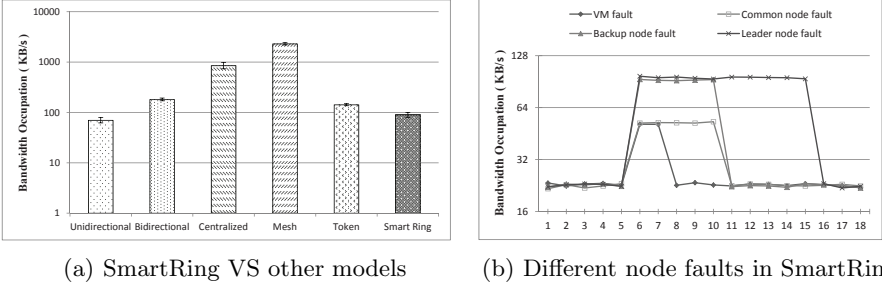 Bandwidth Occupation ( KB/s )
10000
1000
100
10
1
Unidirectional Bidirectional Centralized Mesh Token Smart Ring
(a) SmartRing VS other models
VM fault Common node fault
Backup node fault Leader node fault
Bandwidth Occupation ( KB/s )
128
64
32
16
1 2 3 4 5 6 7 8 9 10 11 12 13 14 15 16 17 18
(b) Different node faults in SmartRin